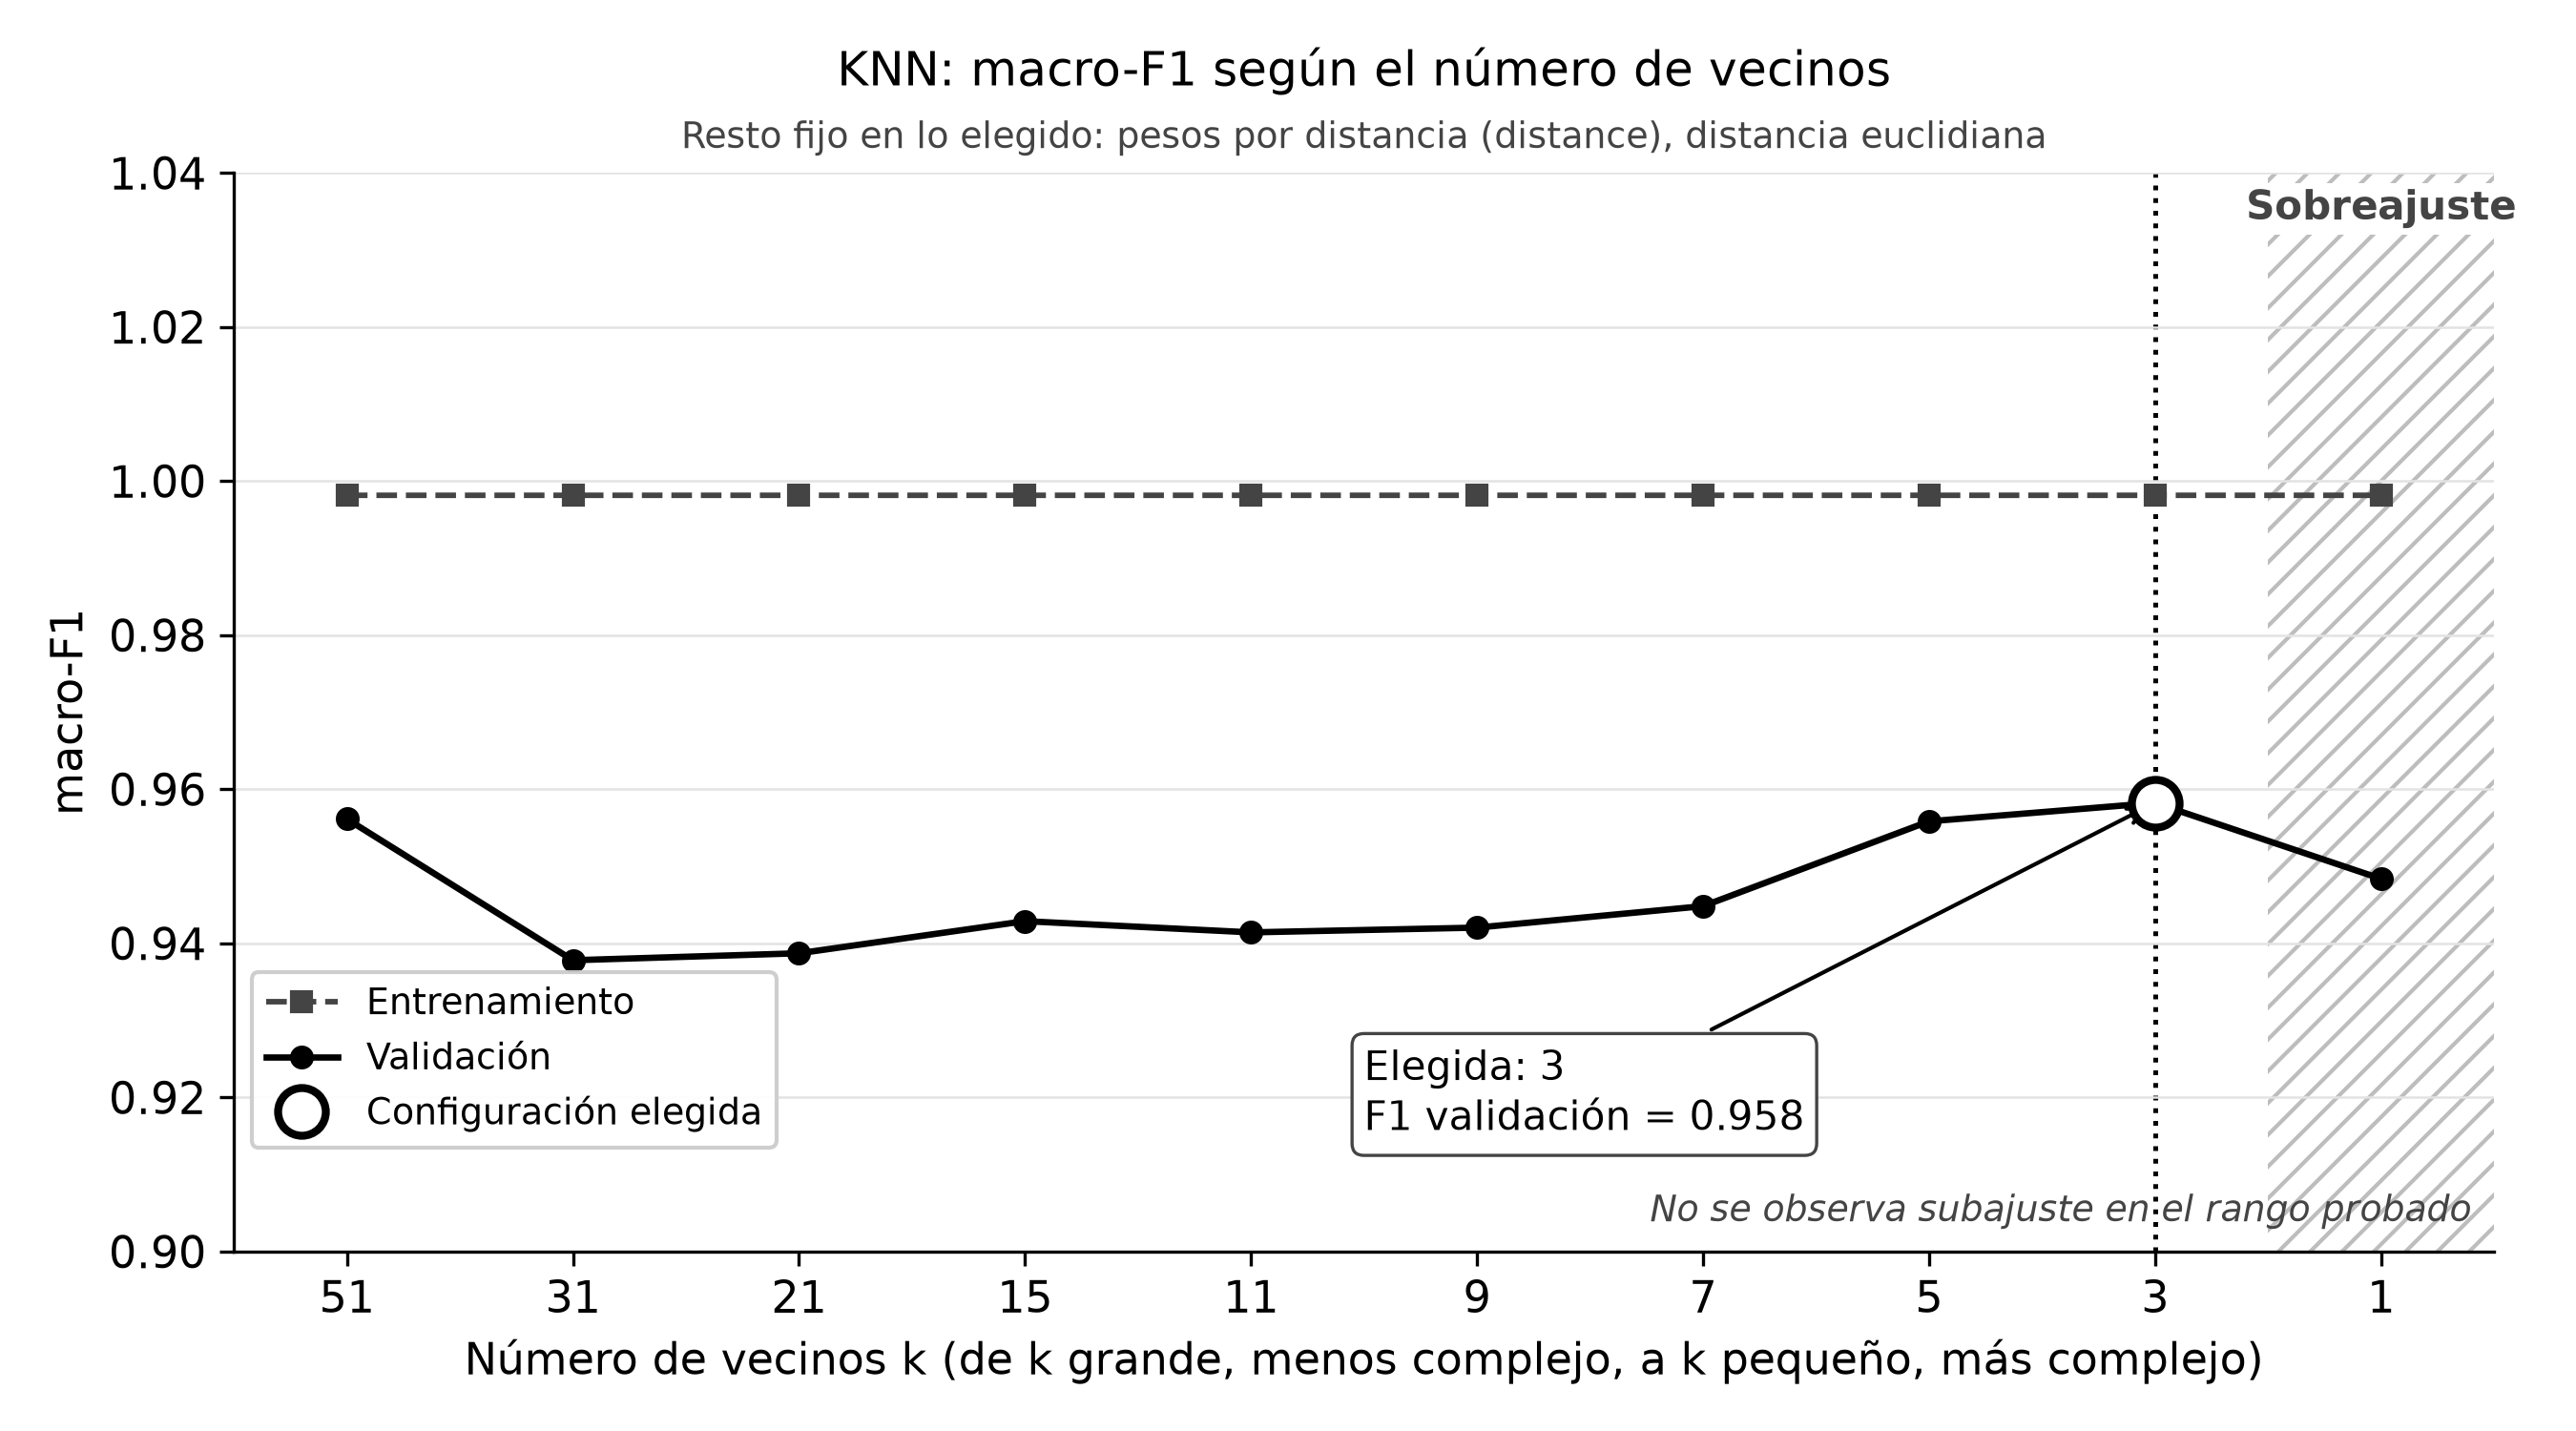 KNN: macro-F1 según el número de vecinos
Resto fijo en lo elegido: pesos por distancia (distance), distancia euclidiana
1.04
1.02
1.00
0.98
0.96
0.94
0.92
0.90
macro-F1
Sobreajuste
Entrenamiento
Validación
Configuración elegida
Elegida: 3
F1 validación = 0.958
No se observa subajuste en el rango probado
51 31 21 15 11 9 7 5 3 1
Número de vecinos k (de k grande, menos complejo, a k pequeño, más complejo)